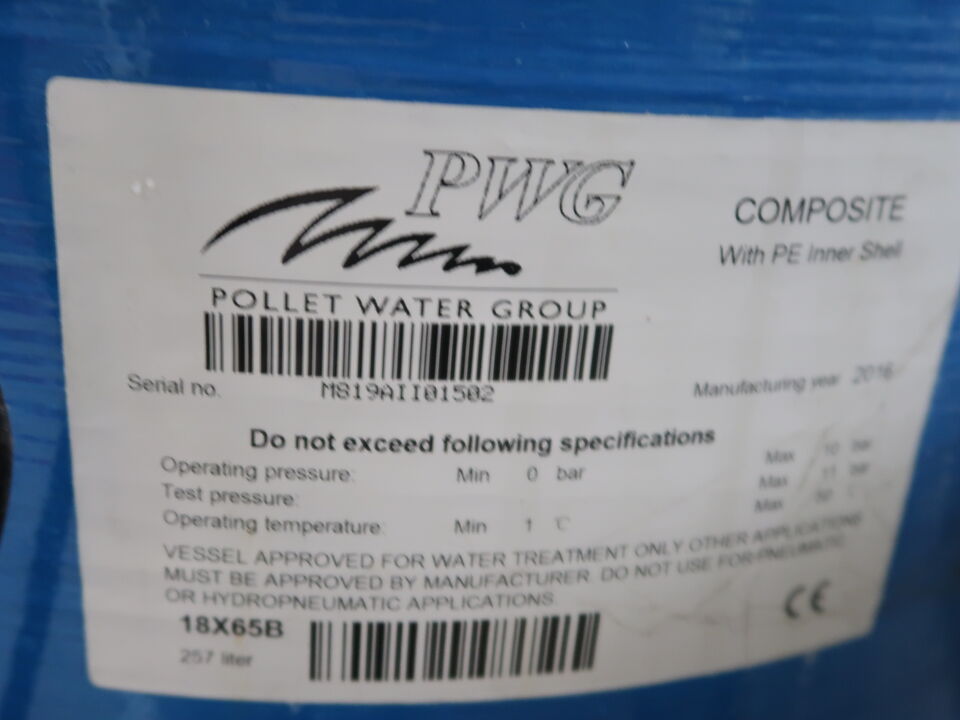 PWG
COMPOSITE
With PE Inner Shell
POLLET WATER GROUP
Serial no. M819AII01502 Manufacturing year 2016
Do not exceed following specifications
Operating pressure: Min 0 bar Max 10 bar
Test pressure: Max 11 bar
Operating temperature: Min 1 °C Max 50
VESSEL APPROVED FOR WATER TREATMENT ONLY OTHER APPLICATIONS
MUST BE APPROVED BY MANUFACTURER. DO NOT USE FOR PNEUMATIC
OR HYDROPNEUMATIC APPLICATIONS
CE
18X65B
257 liter